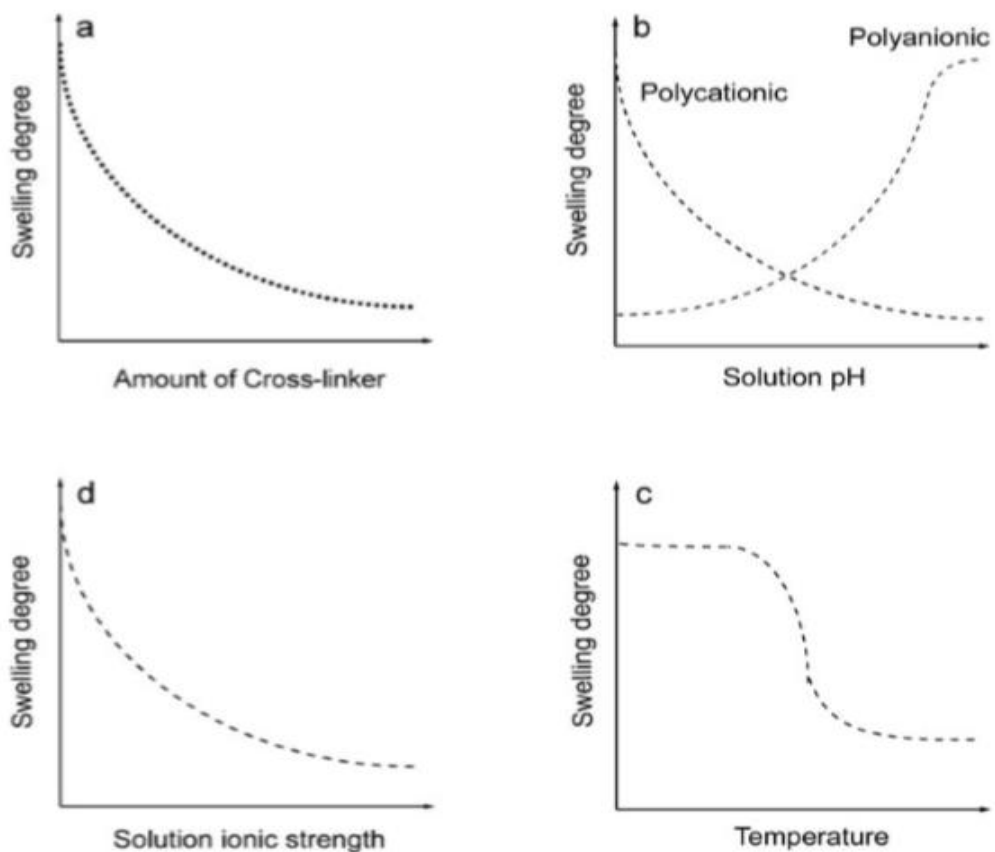 a
Swelling degree
Amount of Cross-linker
b
Polyanionic
Polycationic
Swelling degree
Solution pH
d
Swelling degree
Solution ionic strength
c
Swelling degree
Temperature